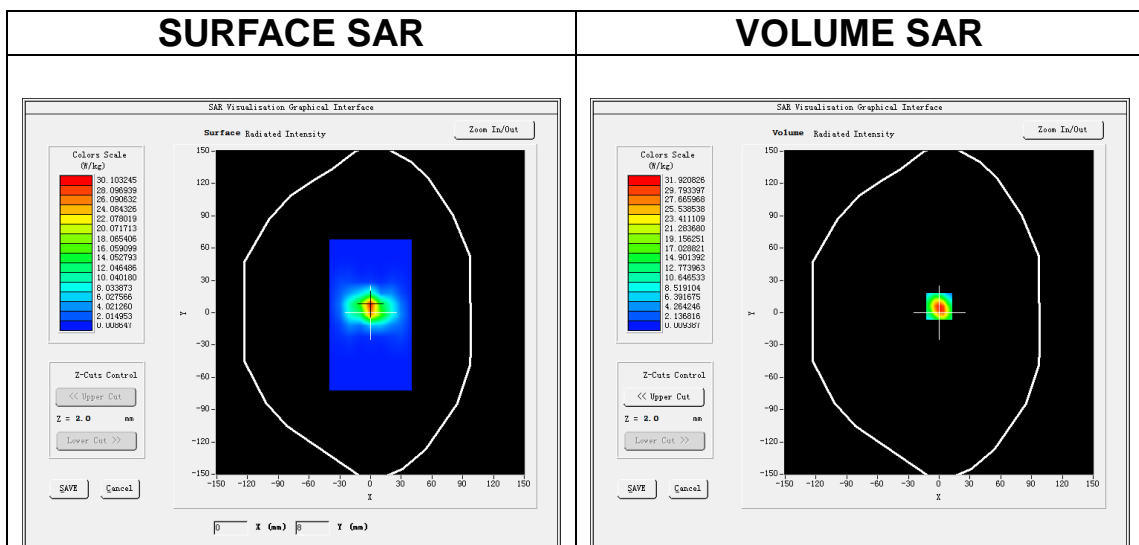 SURFACE SAR
VOLUME SAR
SAR Visualisation Graphical Interface
Surface Radiated Intensity
Zoom In/Out
Colors Scale
(W/kg)
30.103245
28.096939
26.090632
24.084326
22.078019
20.071713
18.065406
16.059099
14.052793
12.046486
10.040180
8.033873
6.027566
4.021260
2.014953
0.008647
Z-Cuts Control
<< Upper Cut
Z = 2.0 mm
Lower Cut >>
SAVE Cancel
150
120
90
60
30
0
-30
-60
-90
-120
-150
Y
-150 -120 -90 -60 -30 0 30 60 90 120 150
X
0 X (mm) 8 Y (mm)
SAR Visualisation Graphical Interface
Volume Radiated Intensity
Zoom In/Out
Colors Scale
(W/kg)
31.920826
29.793397
27.665968
25.538538
23.411109
21.283680
19.156251
17.028821
14.901392
12.773963
10.646533
8.519104
6.391675
4.264246
2.136816
0.009387
Z-Cuts Control
<< Upper Cut
Z = 2.0 mm
Lower Cut >>
SAVE Cancel
150
120
90
60
30
0
-30
-60
-90
-120
-150
Y
-150 -120 -90 -60 -30 0 30 60 90 120 150
X